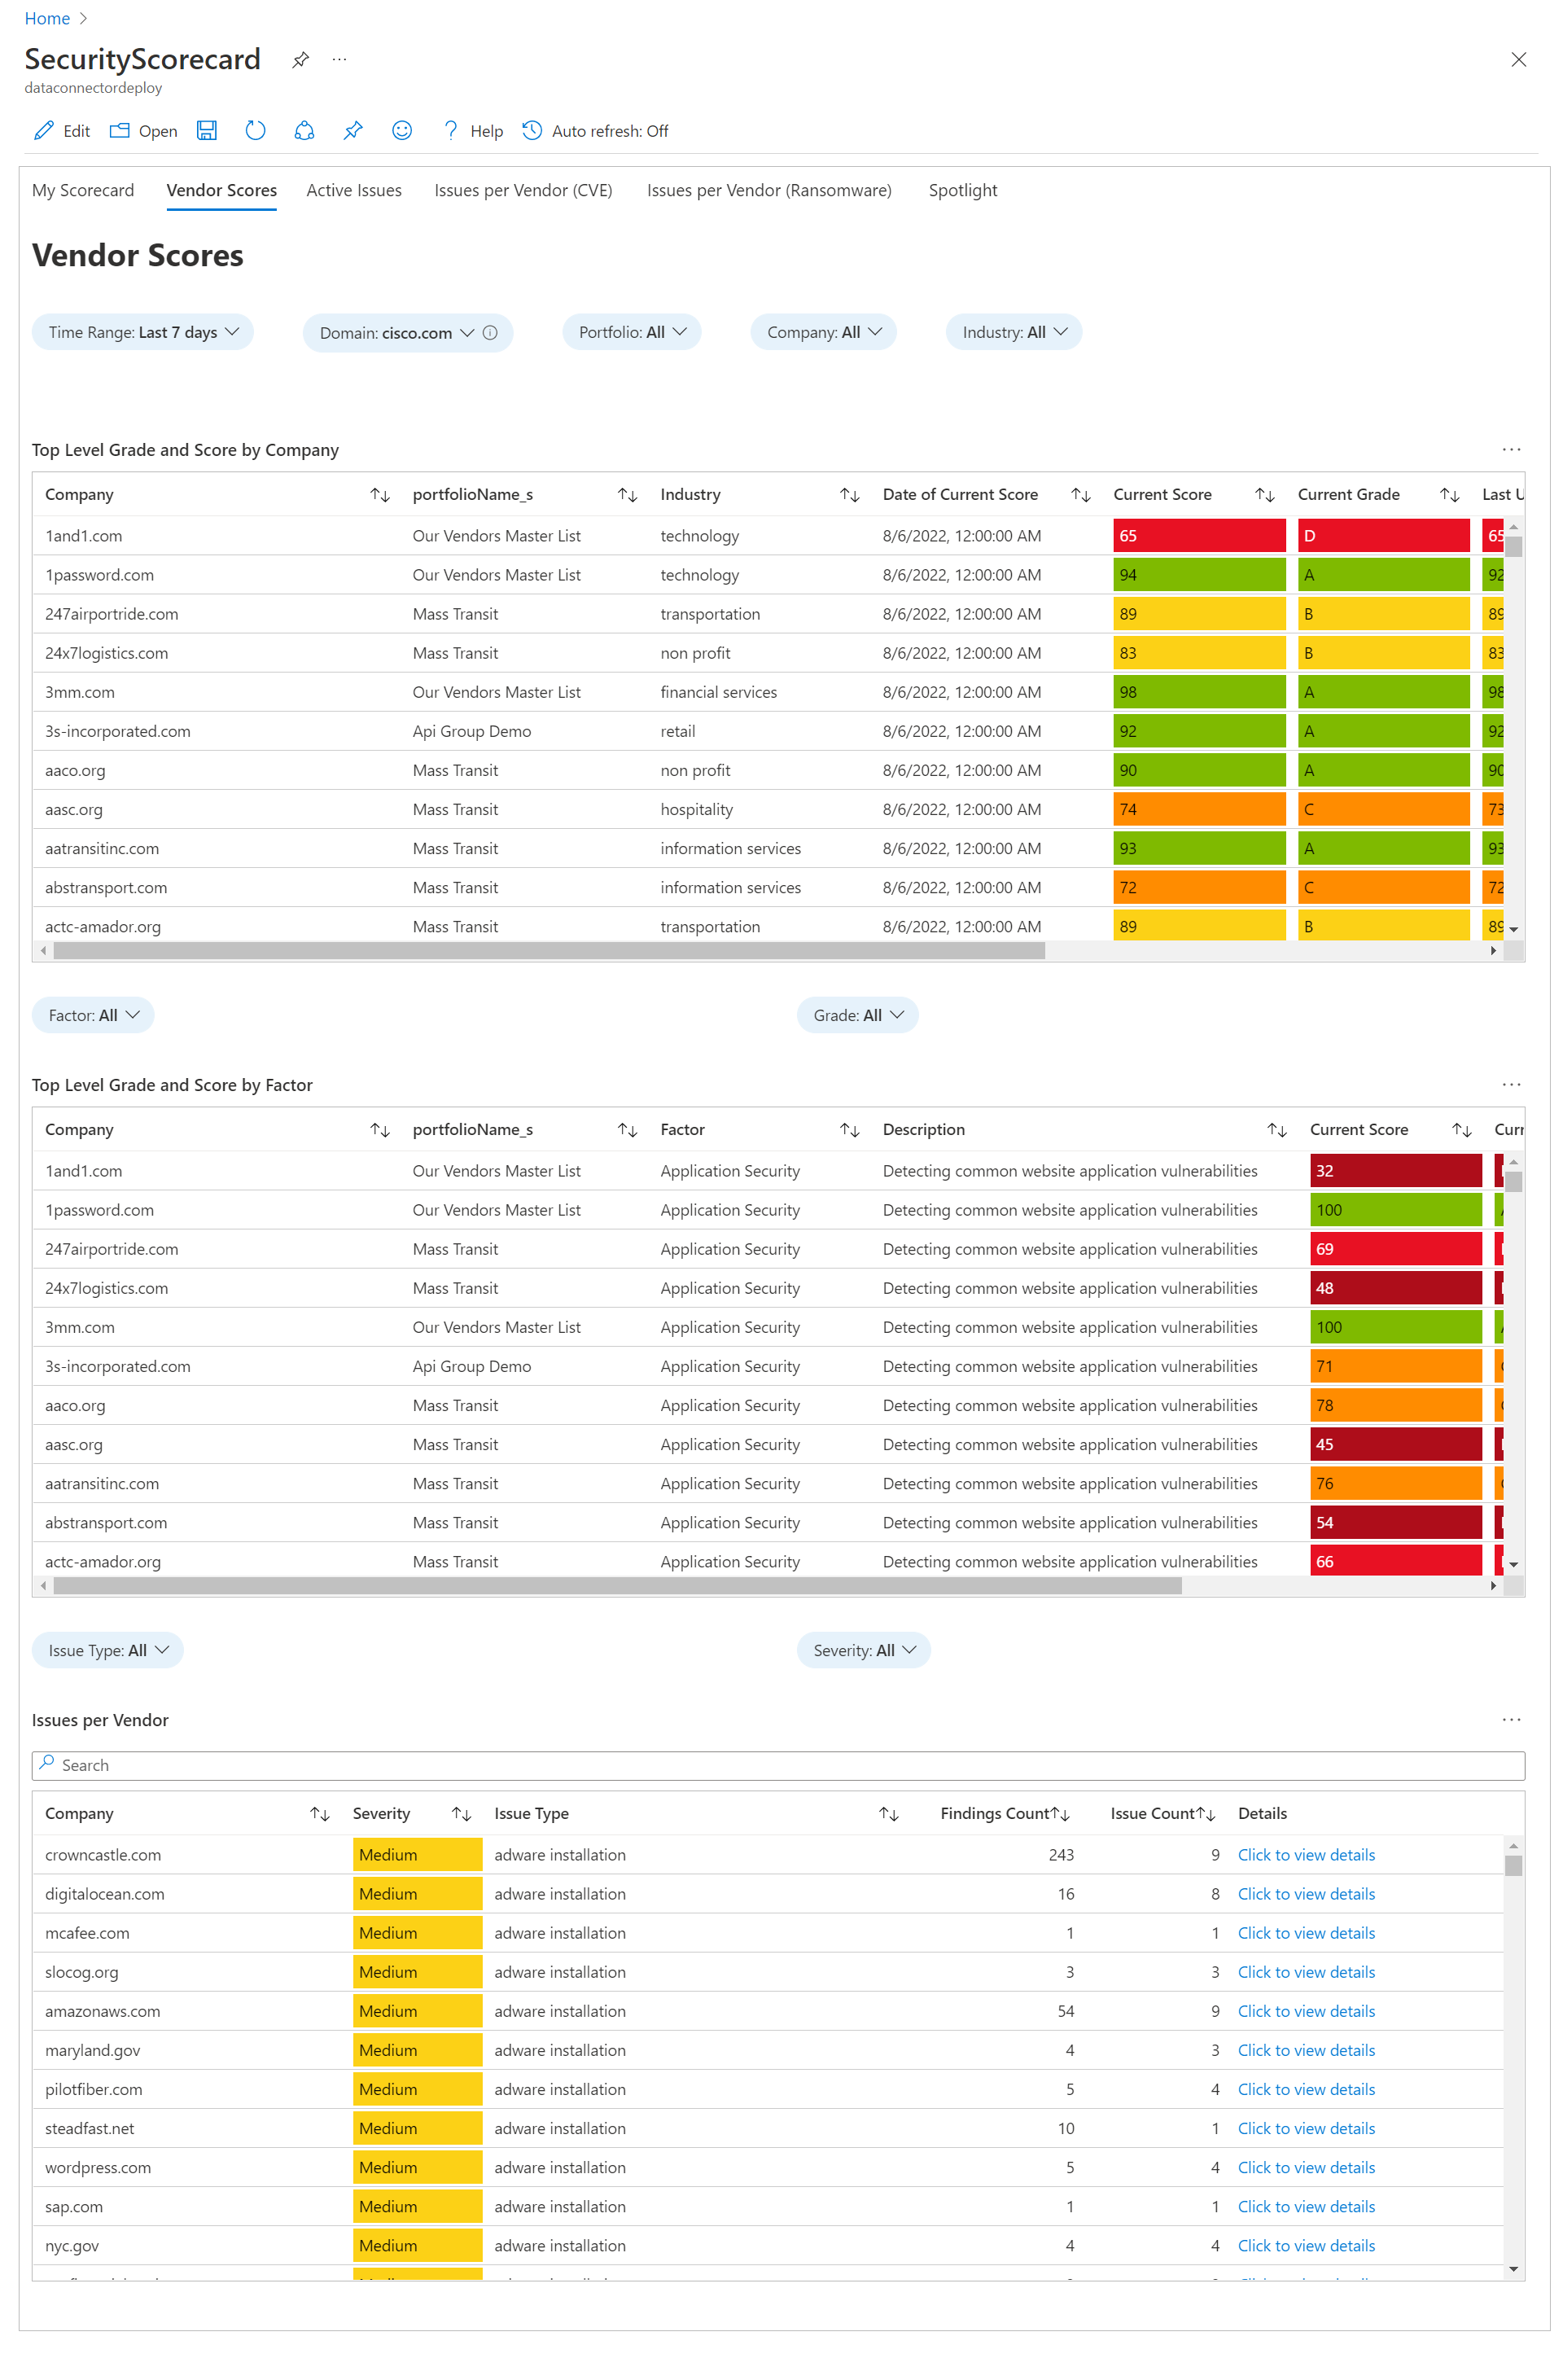 Home
SecurityScorecard
dataconnectordeploy
Edit Open Help Auto refresh: Off
My Scorecard Vendor Scores Active Issues Issues per Vendor (CVE) Issues per Vendor (Ransomware) Spotlight
Vendor Scores
Time Range: Last 7 days Domain: cisco.com Portfolio: All Company: All Industry: All
Top Level Grade and Score by Company
Company portfolioName_s Industry Date of Current Score Current Score Current Grade Last U
1and1.com Our Vendors Master List technology 8/6/2022, 12:00:00 AM 65 D 65
1password.com Our Vendors Master List technology 8/6/2022, 12:00:00 AM 94 A 92
247airportride.com Mass Transit transportation 8/6/2022, 12:00:00 AM 89 B 89
24x7logistics.com Mass Transit non profit 8/6/2022, 12:00:00 AM 83 B 83
3mm.com Our Vendors Master List financial services 8/6/2022, 12:00:00 AM 98 A 98
3s-incorporated.com Api Group Demo retail 8/6/2022, 12:00:00 AM 92 A 92
aaco.org Mass Transit non profit 8/6/2022, 12:00:00 AM 90 A 90
aasc.org Mass Transit hospitality 8/6/2022, 12:00:00 AM 74 C 73
aatransitinc.com Mass Transit information services 8/6/2022, 12:00:00 AM 93 A 93
abstransport.com Mass Transit information services 8/6/2022, 12:00:00 AM 72 C 72
actc-amador.org Mass Transit transportation 8/6/2022, 12:00:00 AM 89 B 89
Factor: All Grade: All
Top Level Grade and Score by Factor
Company portfolioName_s Factor Description Current Score Curr
1and1.com Our Vendors Master List Application Security Detecting common website application vulnerabilities 32
1password.com Our Vendors Master List Application Security Detecting common website application vulnerabilities 100
247airportride.com Mass Transit Application Security Detecting common website application vulnerabilities 69
24x7logistics.com Mass Transit Application Security Detecting common website application vulnerabilities 48
3mm.com Our Vendors Master List Application Security Detecting common website application vulnerabilities 100
3s-incorporated.com Api Group Demo Application Security Detecting common website application vulnerabilities 71
aaco.org Mass Transit Application Security Detecting common website application vulnerabilities 78
aasc.org Mass Transit Application Security Detecting common website application vulnerabilities 45
aatransitinc.com Mass Transit Application Security Detecting common website application vulnerabilities 76
abstransport.com Mass Transit Application Security Detecting common website application vulnerabilities 54
actc-amador.org Mass Transit Application Security Detecting common website application vulnerabilities 66
Issue Type: All Severity: All
Issues per Vendor
Search
Company Severity Issue Type Findings Count Issue Count Details
crowncastle.com Medium adware installation 243 9 Click to view details
digitalocean.com Medium adware installation 16 8 Click to view details
mcafee.com Medium adware installation 1 1 Click to view details
slocog.org Medium adware installation 3 3 Click to view details
amazonaws.com Medium adware installation 54 9 Click to view details
maryland.gov Medium adware installation 4 3 Click to view details
pilotfiber.com Medium adware installation 5 4 Click to view details
steadfast.net Medium adware installation 10 1 Click to view details
wordpress.com Medium adware installation 5 4 Click to view details
sap.com Medium adware installation 1 1 Click to view details
nyc.gov Medium adware installation 4 4 Click to view details